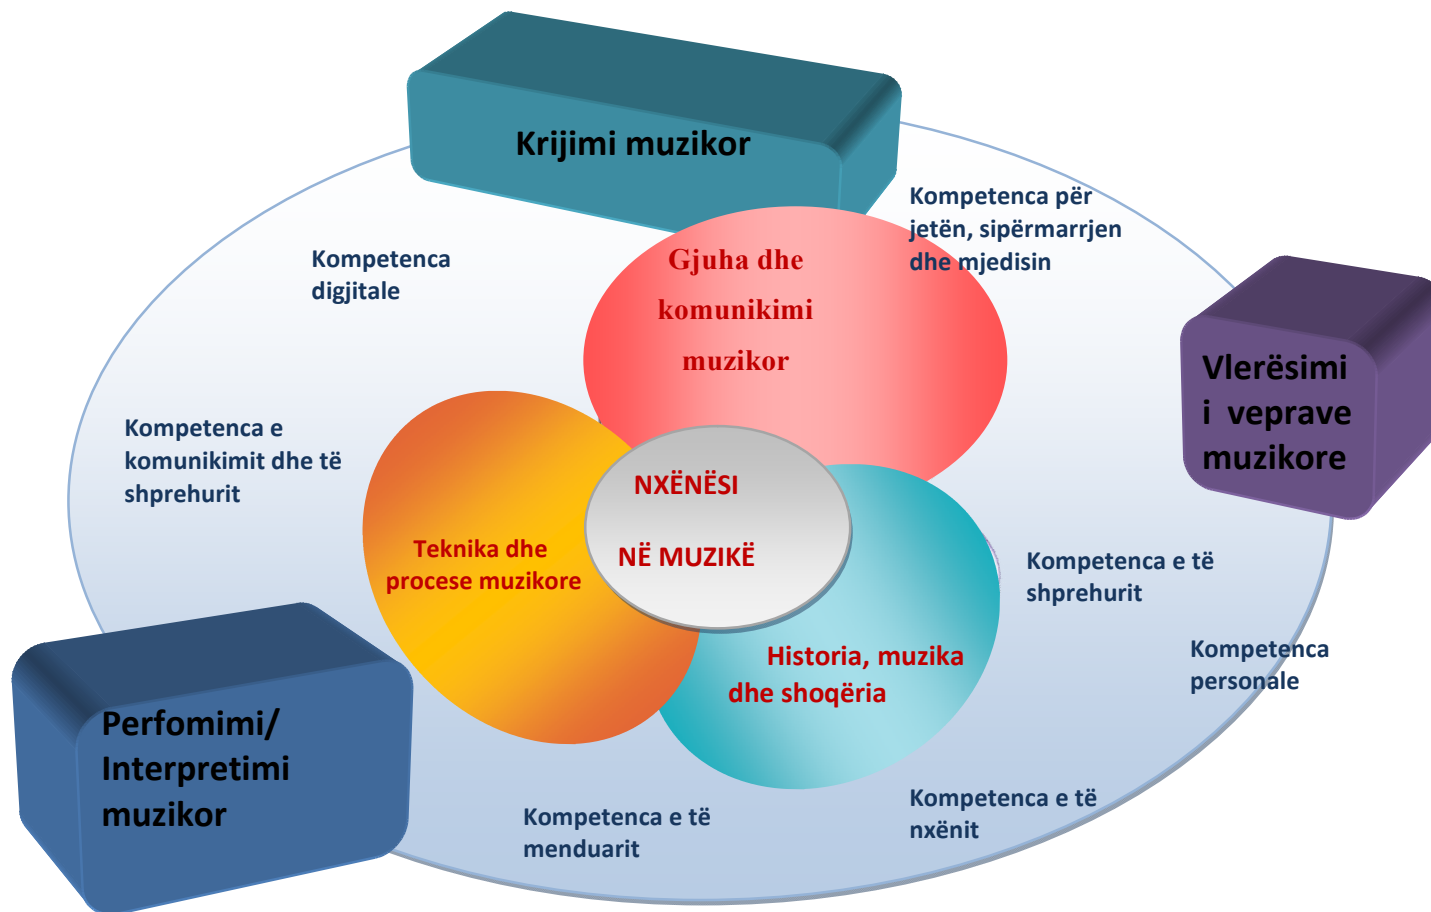 Krijimi muzikor
Kompetenca për
jetën, sipërmarrjen
dhe mjedisin
Kompetenca
digjitale
Gjuha dhe
komunikimi
muzikor
Vlerësimi
i veprave
muzikore
Kompetenca e
komunikimit dhe të
shprehurit
NXËNËSI
NË MUZIKË
Teknika dhe
procese muzikore
Kompetenca e të
shprehurit
Historia, muzika
dhe shoqëria
Kompetenca
personale
Perfomimi/
Interpretimi
muzikor
Kompetenca e të
menduarit
Kompetenca e të
nxënit